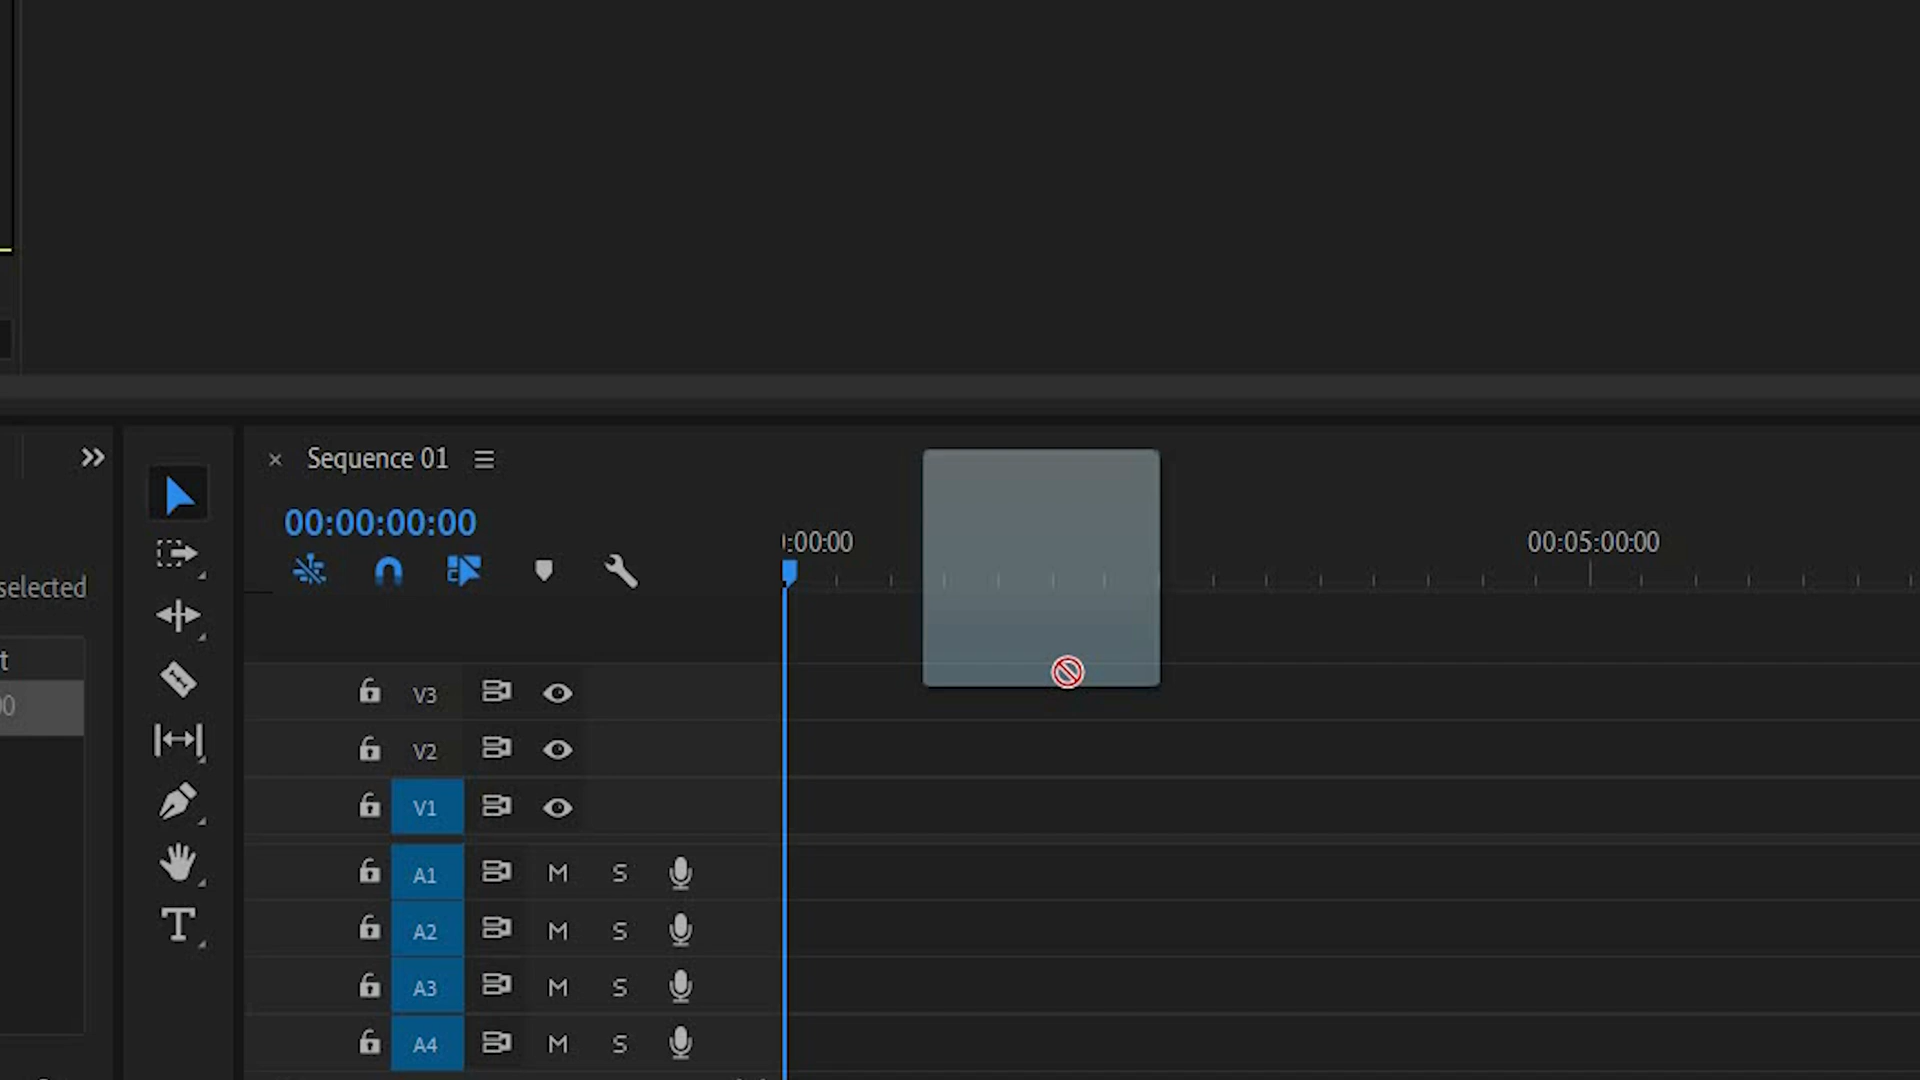 Sequence 01
00:00:00:00
:00:00
00:05:00:00
selected
t
00
V3
V2
V1
A1 M S
A2 M S
A3 M S
A4 M S